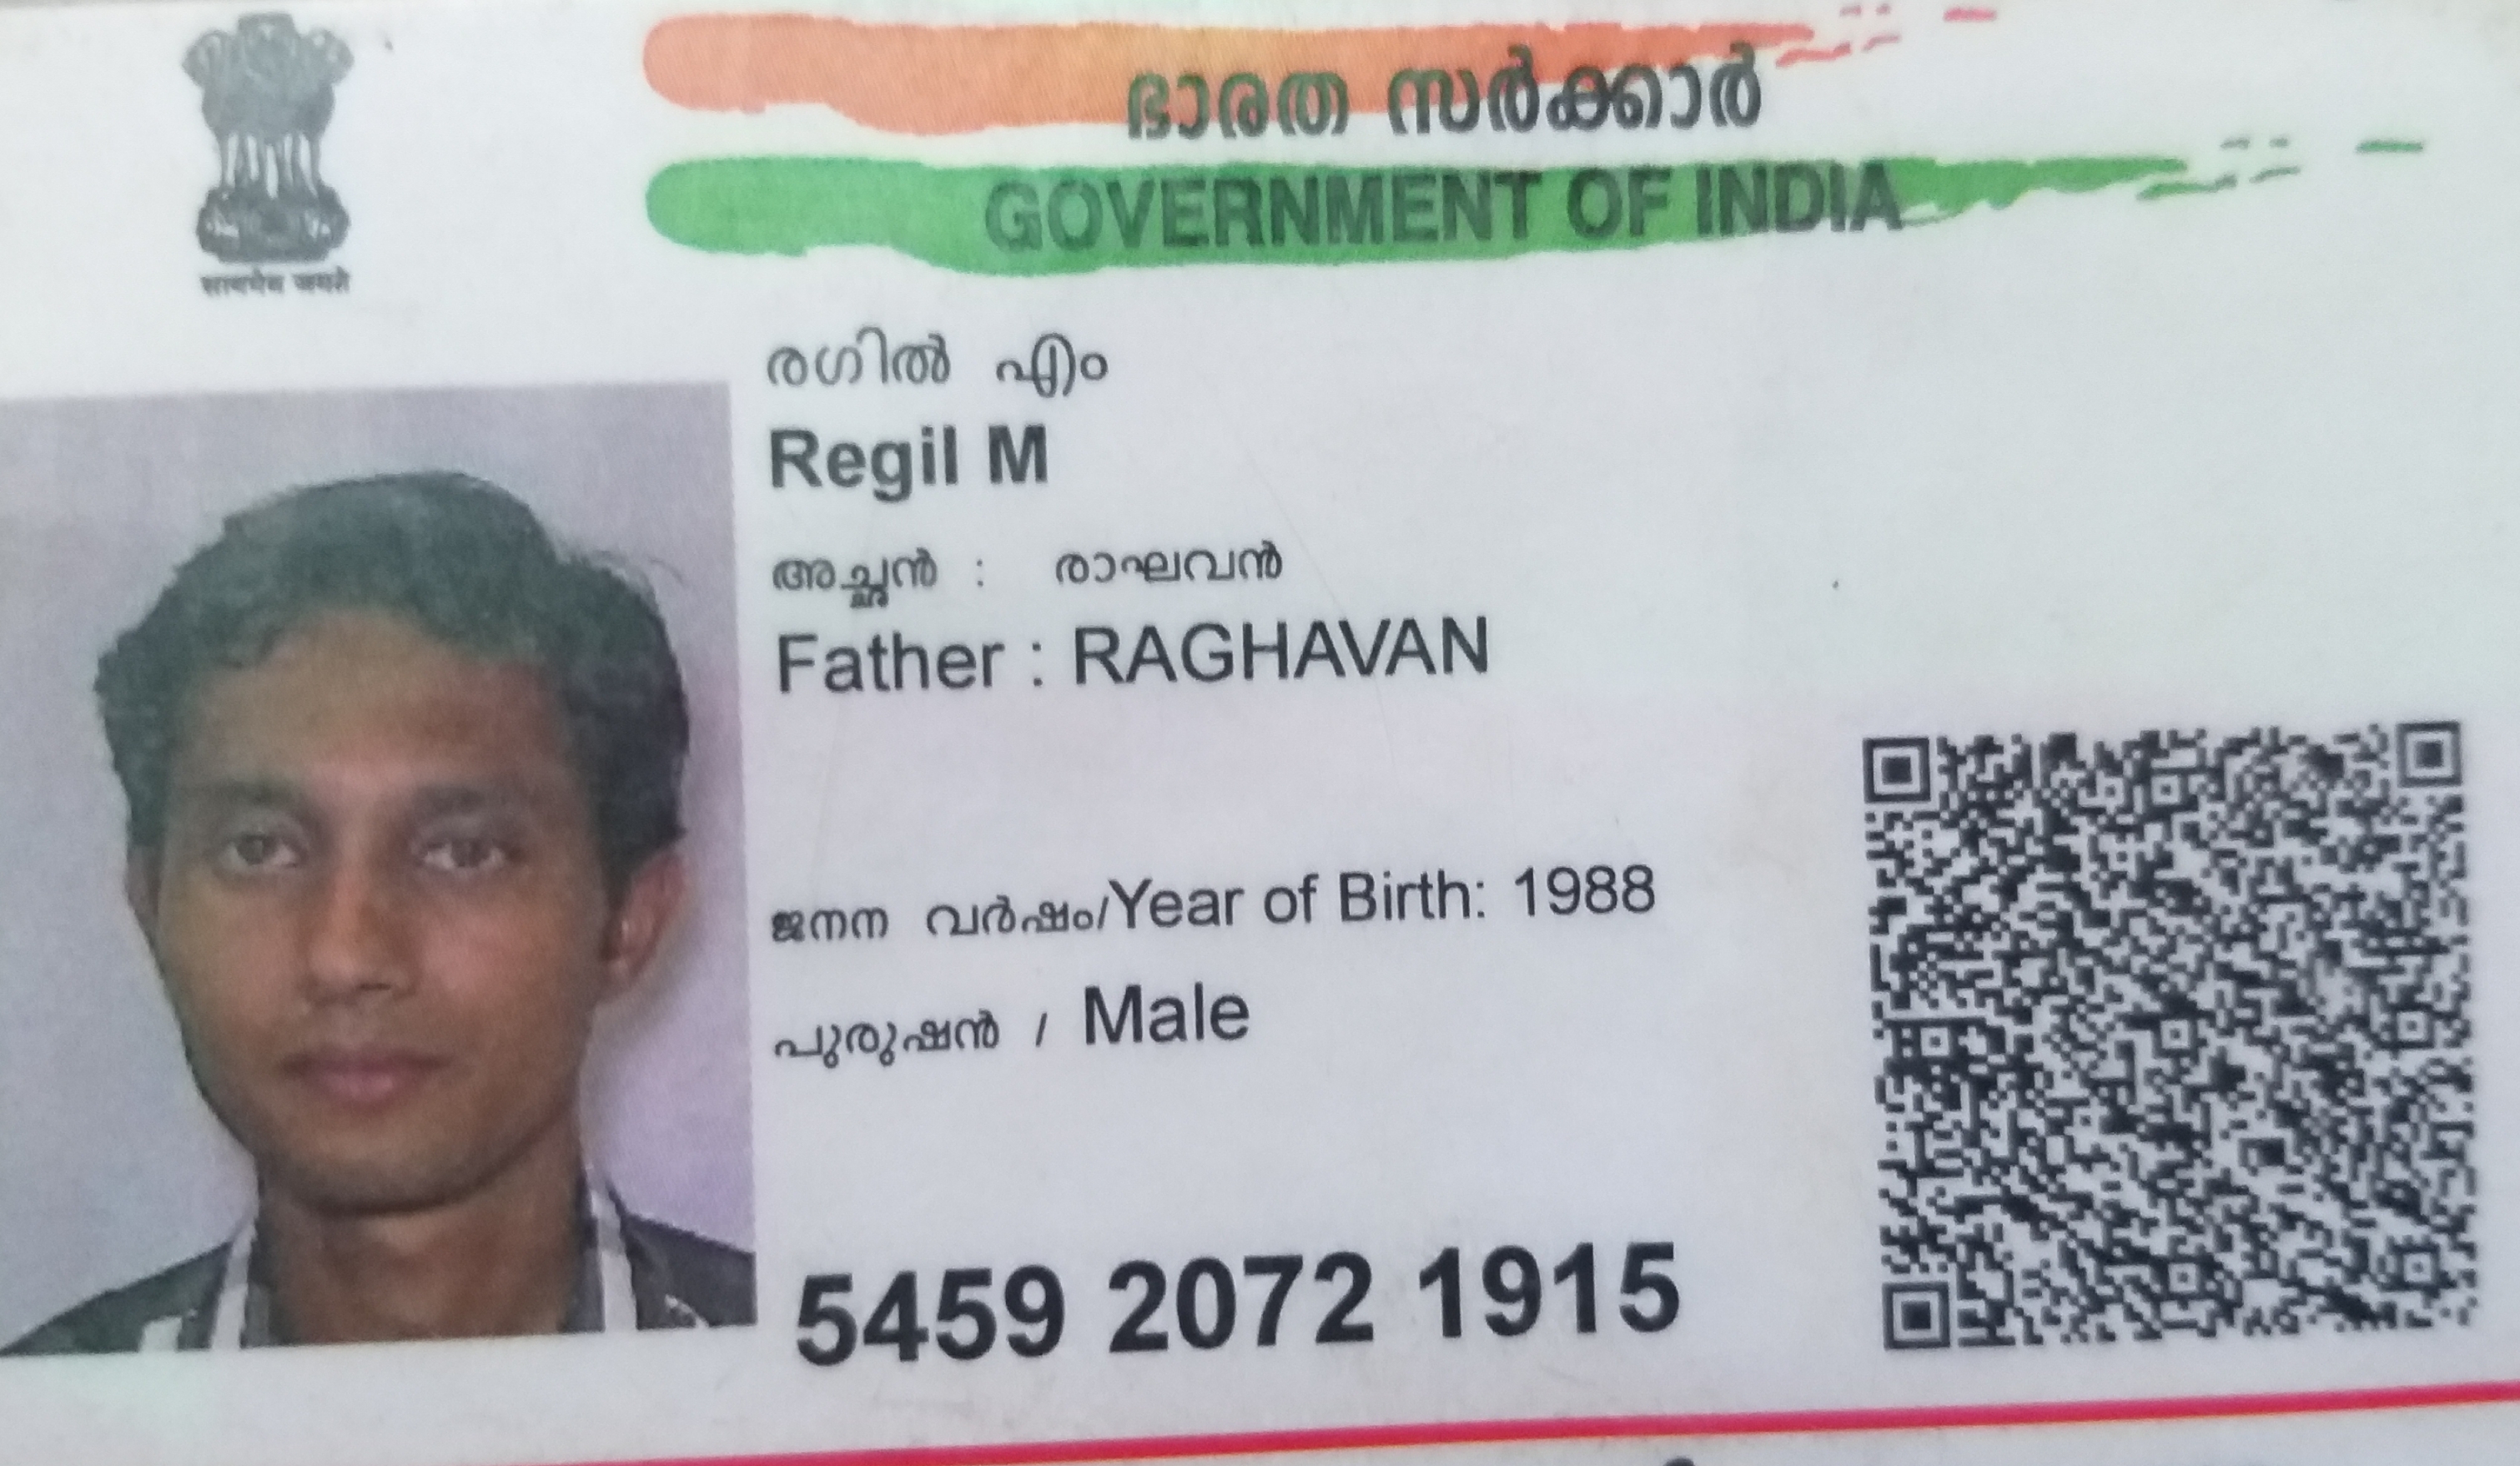 ഭാരത സർക്കാർ
GOVERNMENT OF INDIA
सत्यमेव जयते
രഗിൽ എം
Regil M
അച്ഛൻ : രാഘവൻ
Father : RAGHAVAN
ജനന വർഷം/Year of Birth: 1988
പുരുഷൻ / Male
5459 2072 1915